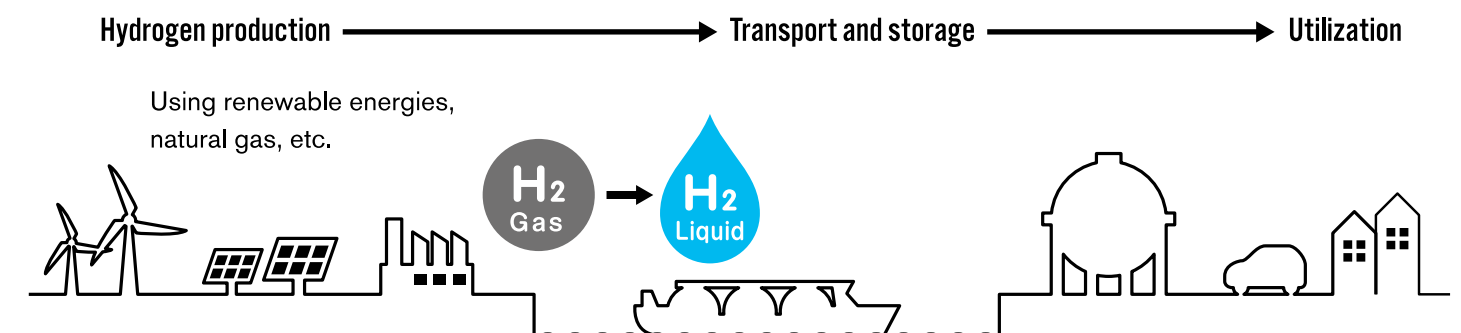 Hydrogen production
Transport and storage
Utilization
Using renewable energies,
natural gas, etc.
H2
Gas
H2
Liquid